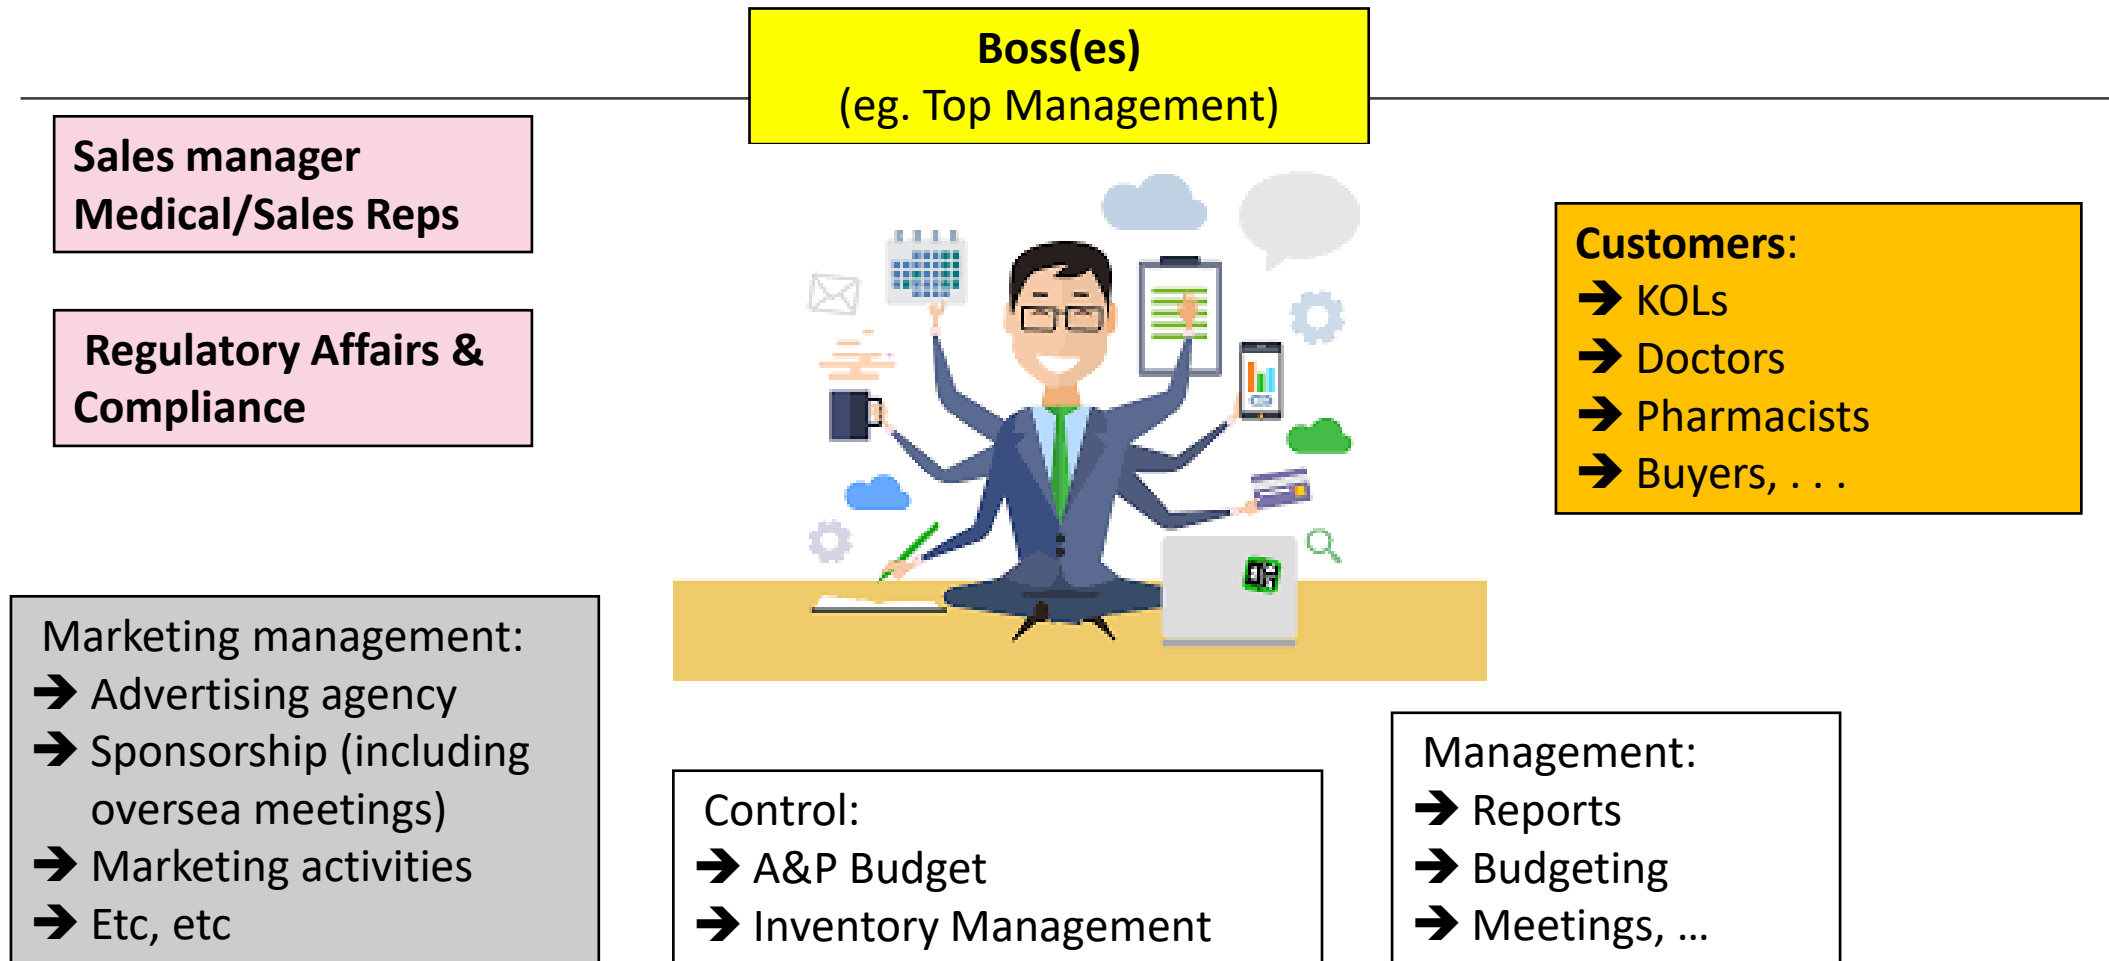 Boss(es)
(eg. Top Management)
Sales manager
Medical/Sales Reps
Regulatory Affairs &
Compliance
Customers:
➔ KOLs
➔ Doctors
➔ Pharmacists
➔ Buyers, . . .
Marketing management:
➔ Advertising agency
➔ Sponsorship (including
oversea meetings)
➔ Marketing activities
➔ Etc, etc
Control:
➔ A&P Budget
➔ Inventory Management
Management:
➔ Reports
➔ Budgeting
➔ Meetings, ...